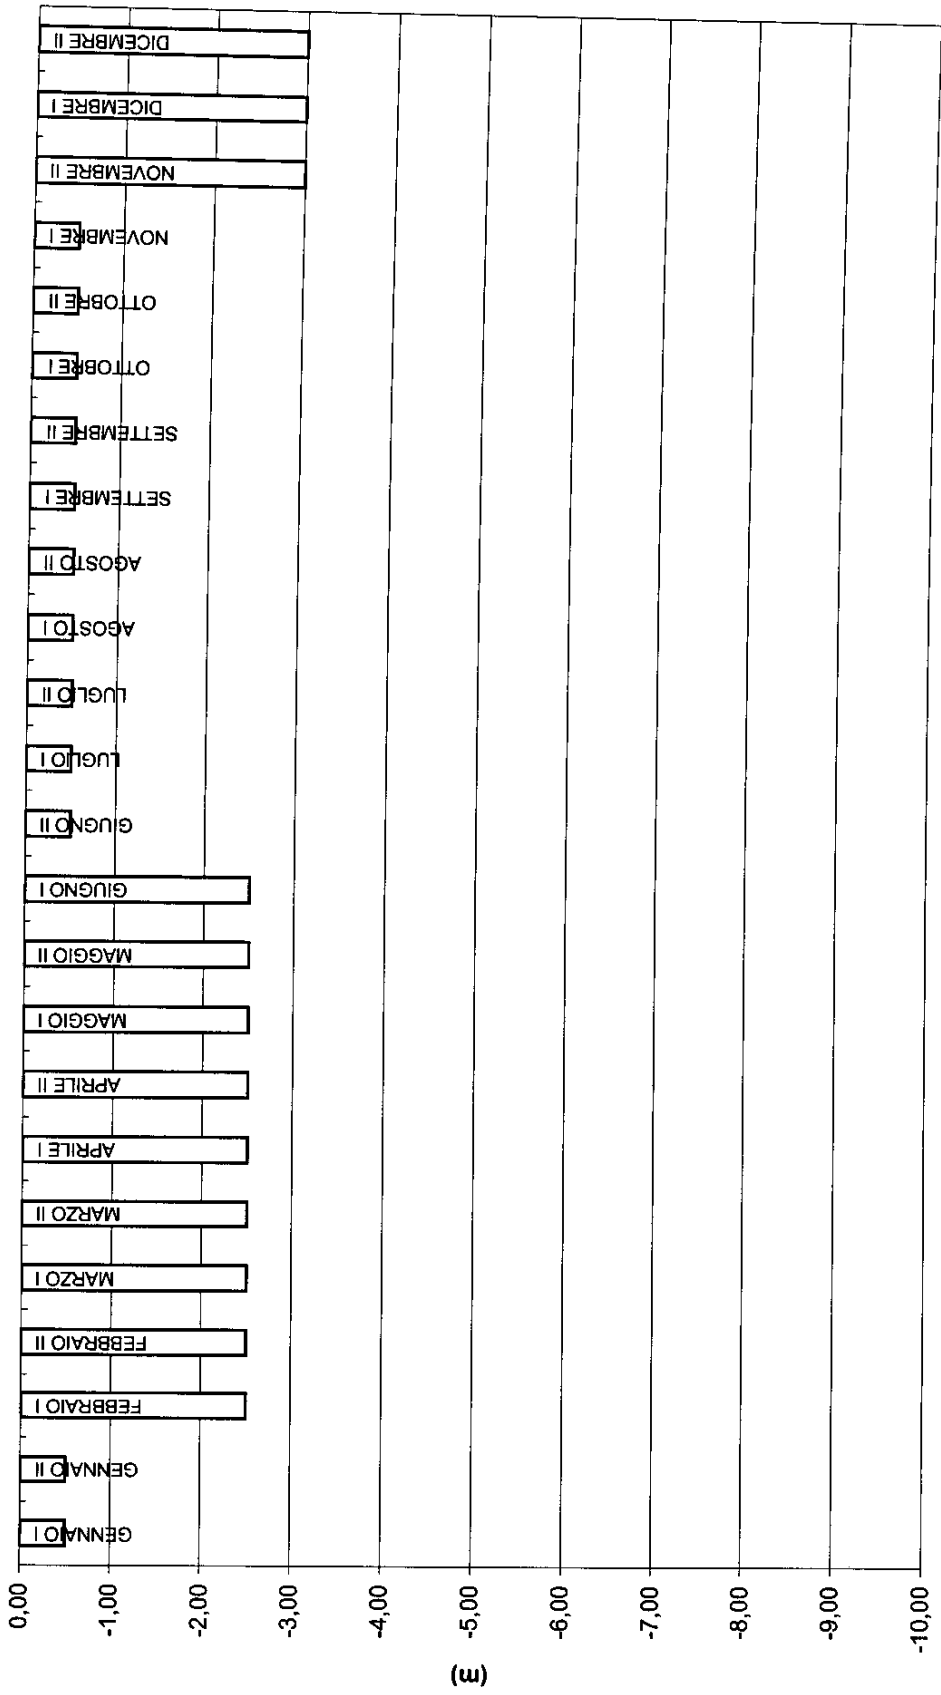 0,00
-1,00
-2,00
-3,00
-4,00
-5,00
-6,00
-7,00
-8,00
-9,00
-10,00
(m)
GENNAIO I
GENNAIO II
FEBBRAIO I
FEBBRAIO II
MARZO I
MARZO II
APRILE I
APRILE II
MAGGIO I
MAGGIO II
GIUGNO I
GIUGNO II
LUGLIO I
LUGLIO II
AGOSTO I
AGOSTO II
SETTEMBRE I
SETTEMBRE II
OTTOBRE I
OTTOBRE II
NOVEMBRE I
NOVEMBRE II
DICEMBRE I
DICEMBRE II